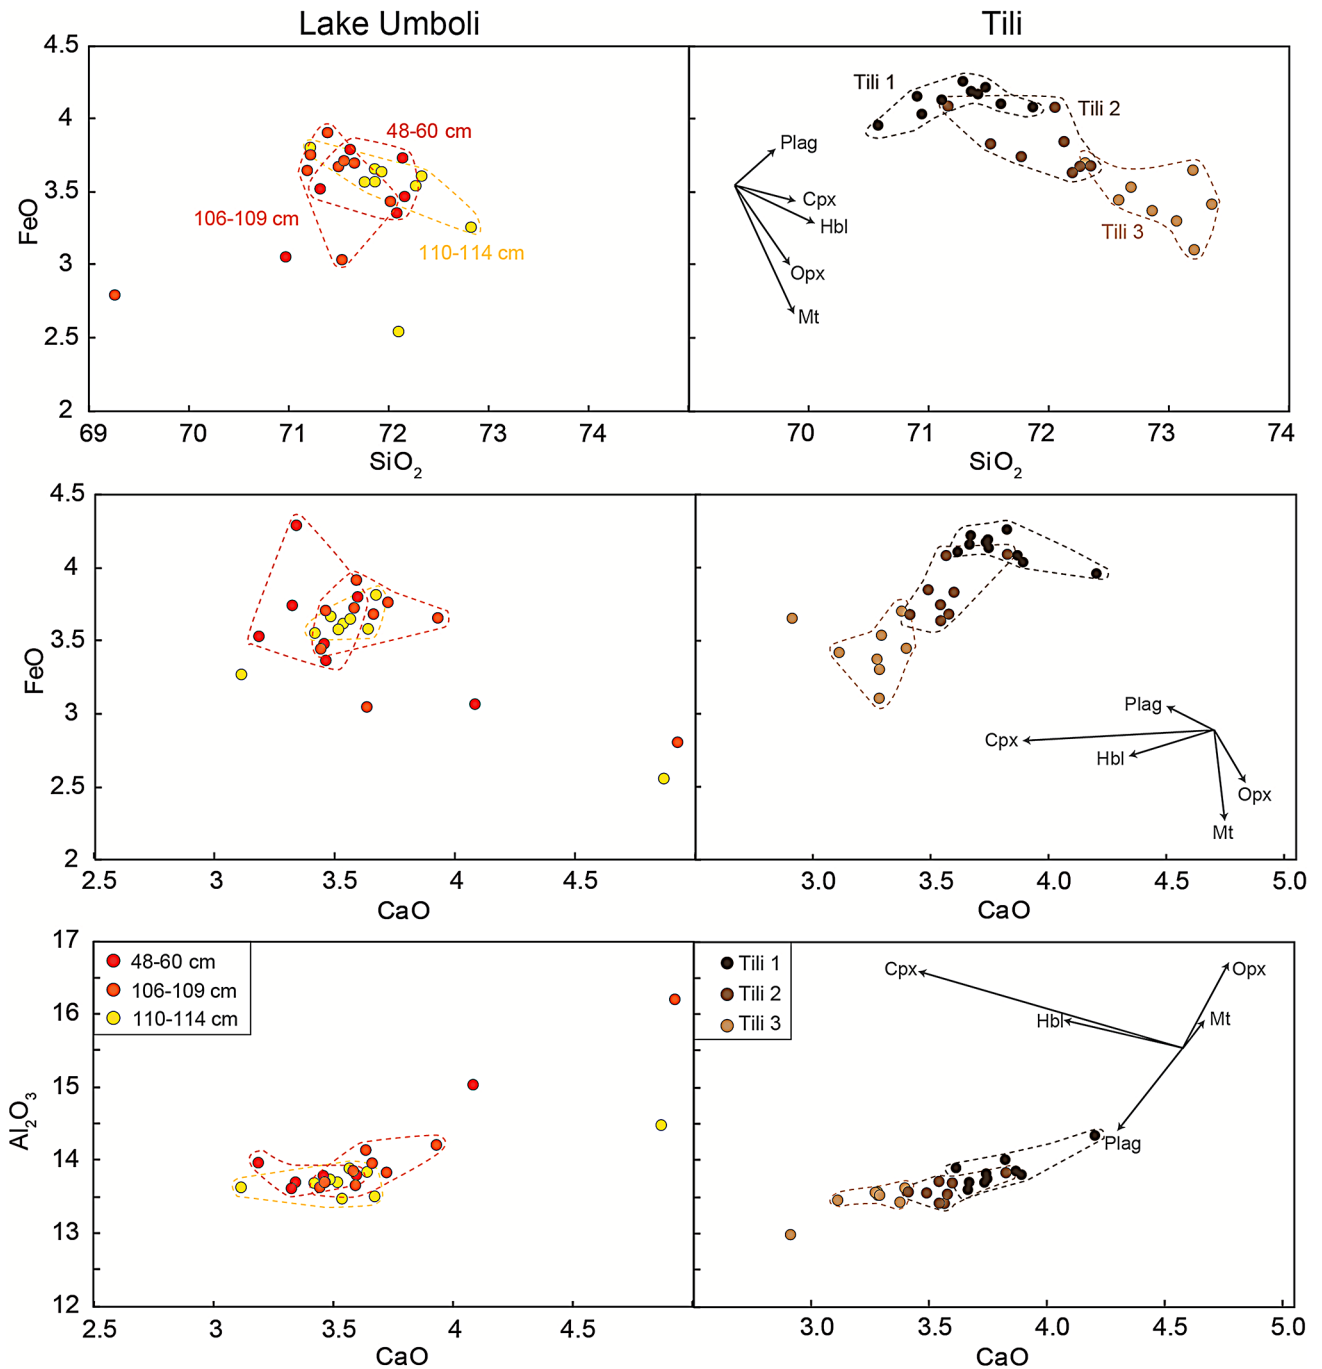 Lake Umboli
Tili
4.5
4
3.5
3
2.5
2
FeO
48-60 cm
106-109 cm
110-114 cm
69
70
71
72
73
74
SiO₂
Tili 1
Tili 2
Tili 3
Plag
Cpx
Hbl
Opx
Mt
70
71
72
73
74
SiO₂
4.5
4
3.5
3
2.5
2
FeO
2.5
3
3.5
4
4.5
CaO
Plag
Cpx
Hbl
Opx
Mt
3.0
3.5
4.0
4.5
5.0
CaO
17
16
15
14
13
12
Al₂O₃
48-60 cm
106-109 cm
110-114 cm
2.5
3
3.5
4
4.5
CaO
Tili 1
Tili 2
Tili 3
Cpx
Opx
Hbl
Mt
Plag
3.0
3.5
4.0
4.5
5.0
CaO